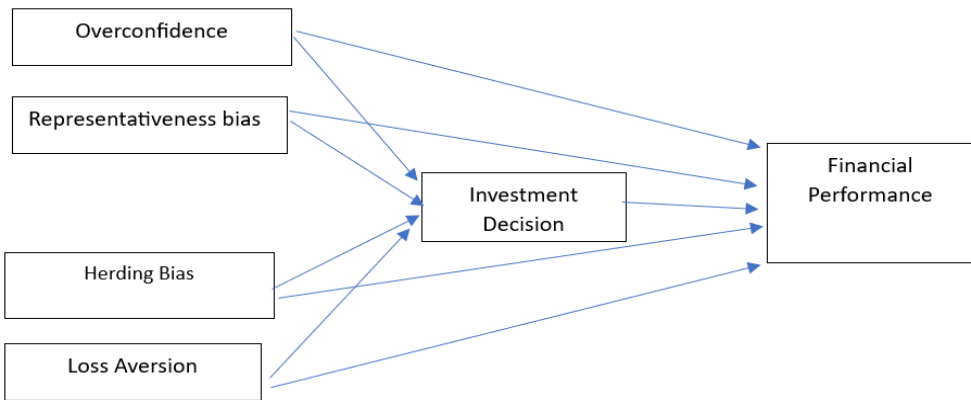 Overconfidence
Representativeness bias
Financial
Performance
Investment
Decision
Herding Bias
Loss Aversion